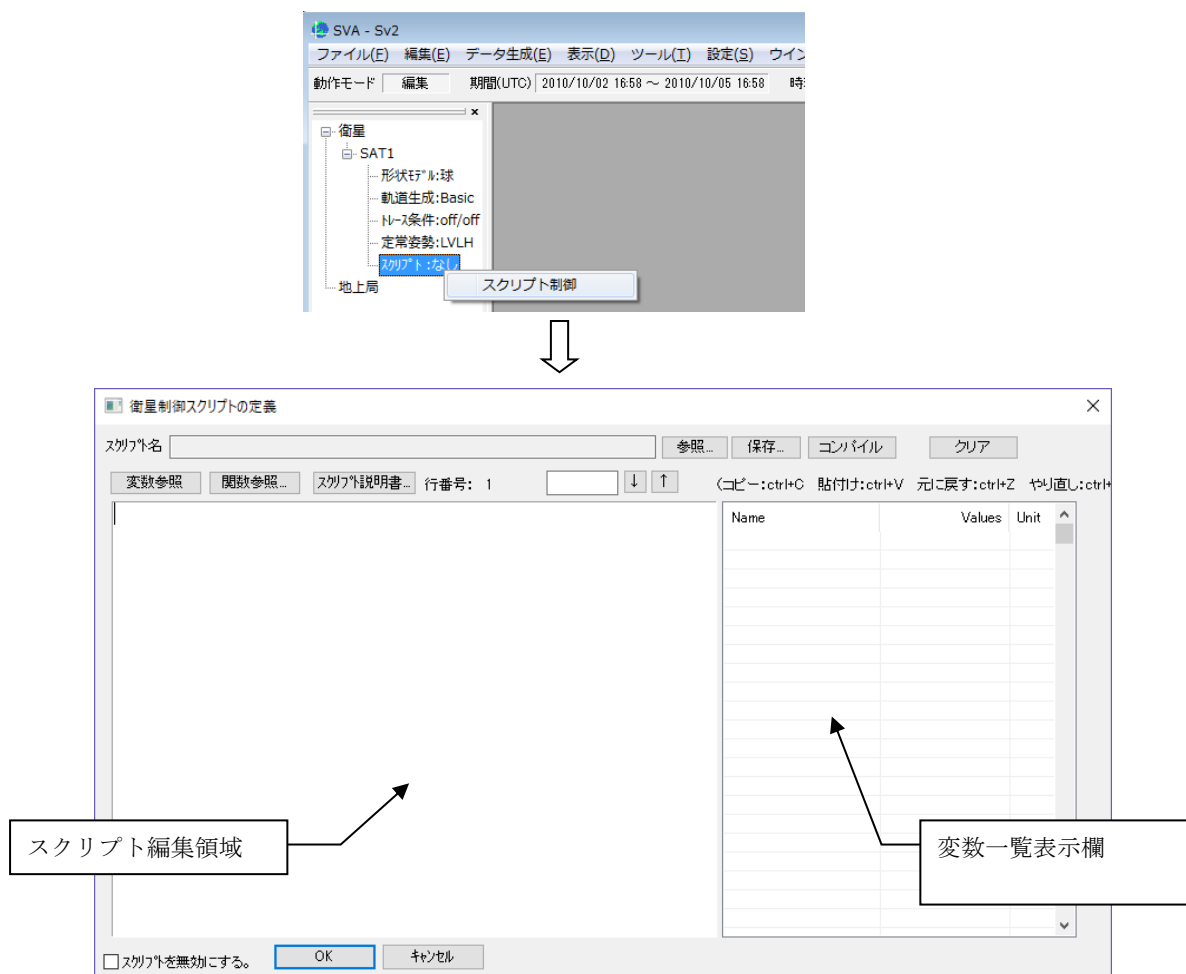 SVA - Sv2
ファイル(F) 編集(E) データ生成(E) 表示(D) ツール(T) 設定(S) ウイン
動作モード 編集 期間(UTC) 2010/10/02 16:58 ～ 2010/10/05 16:58 時
衛星
SAT1
形状ﾓﾃﾞﾙ:球
軌道生成:Basic
ﾄﾚｰｽ条件:off/off
定常姿勢:LVLH
ｽｸﾘﾌﾟﾄ:なし
スクリプト制御
地上局
衛星制御スクリプトの定義
ｽｸﾘﾌﾟﾄ名 参照... 保存... コンパイル クリア
変数参照 関数参照... ｽｸﾘﾌﾟﾄ説明書... 行番号: 1 ↓ ↑ (コピー:ctrl+C 貼付け:ctrl+V 元に戻す:ctrl+Z やり直し:ctrl+
Name Values Unit
スクリプト編集領域
変数一覧表示欄
ｽｸﾘﾌﾟﾄを無効にする。 OK ｷｬﾝｾﾙ